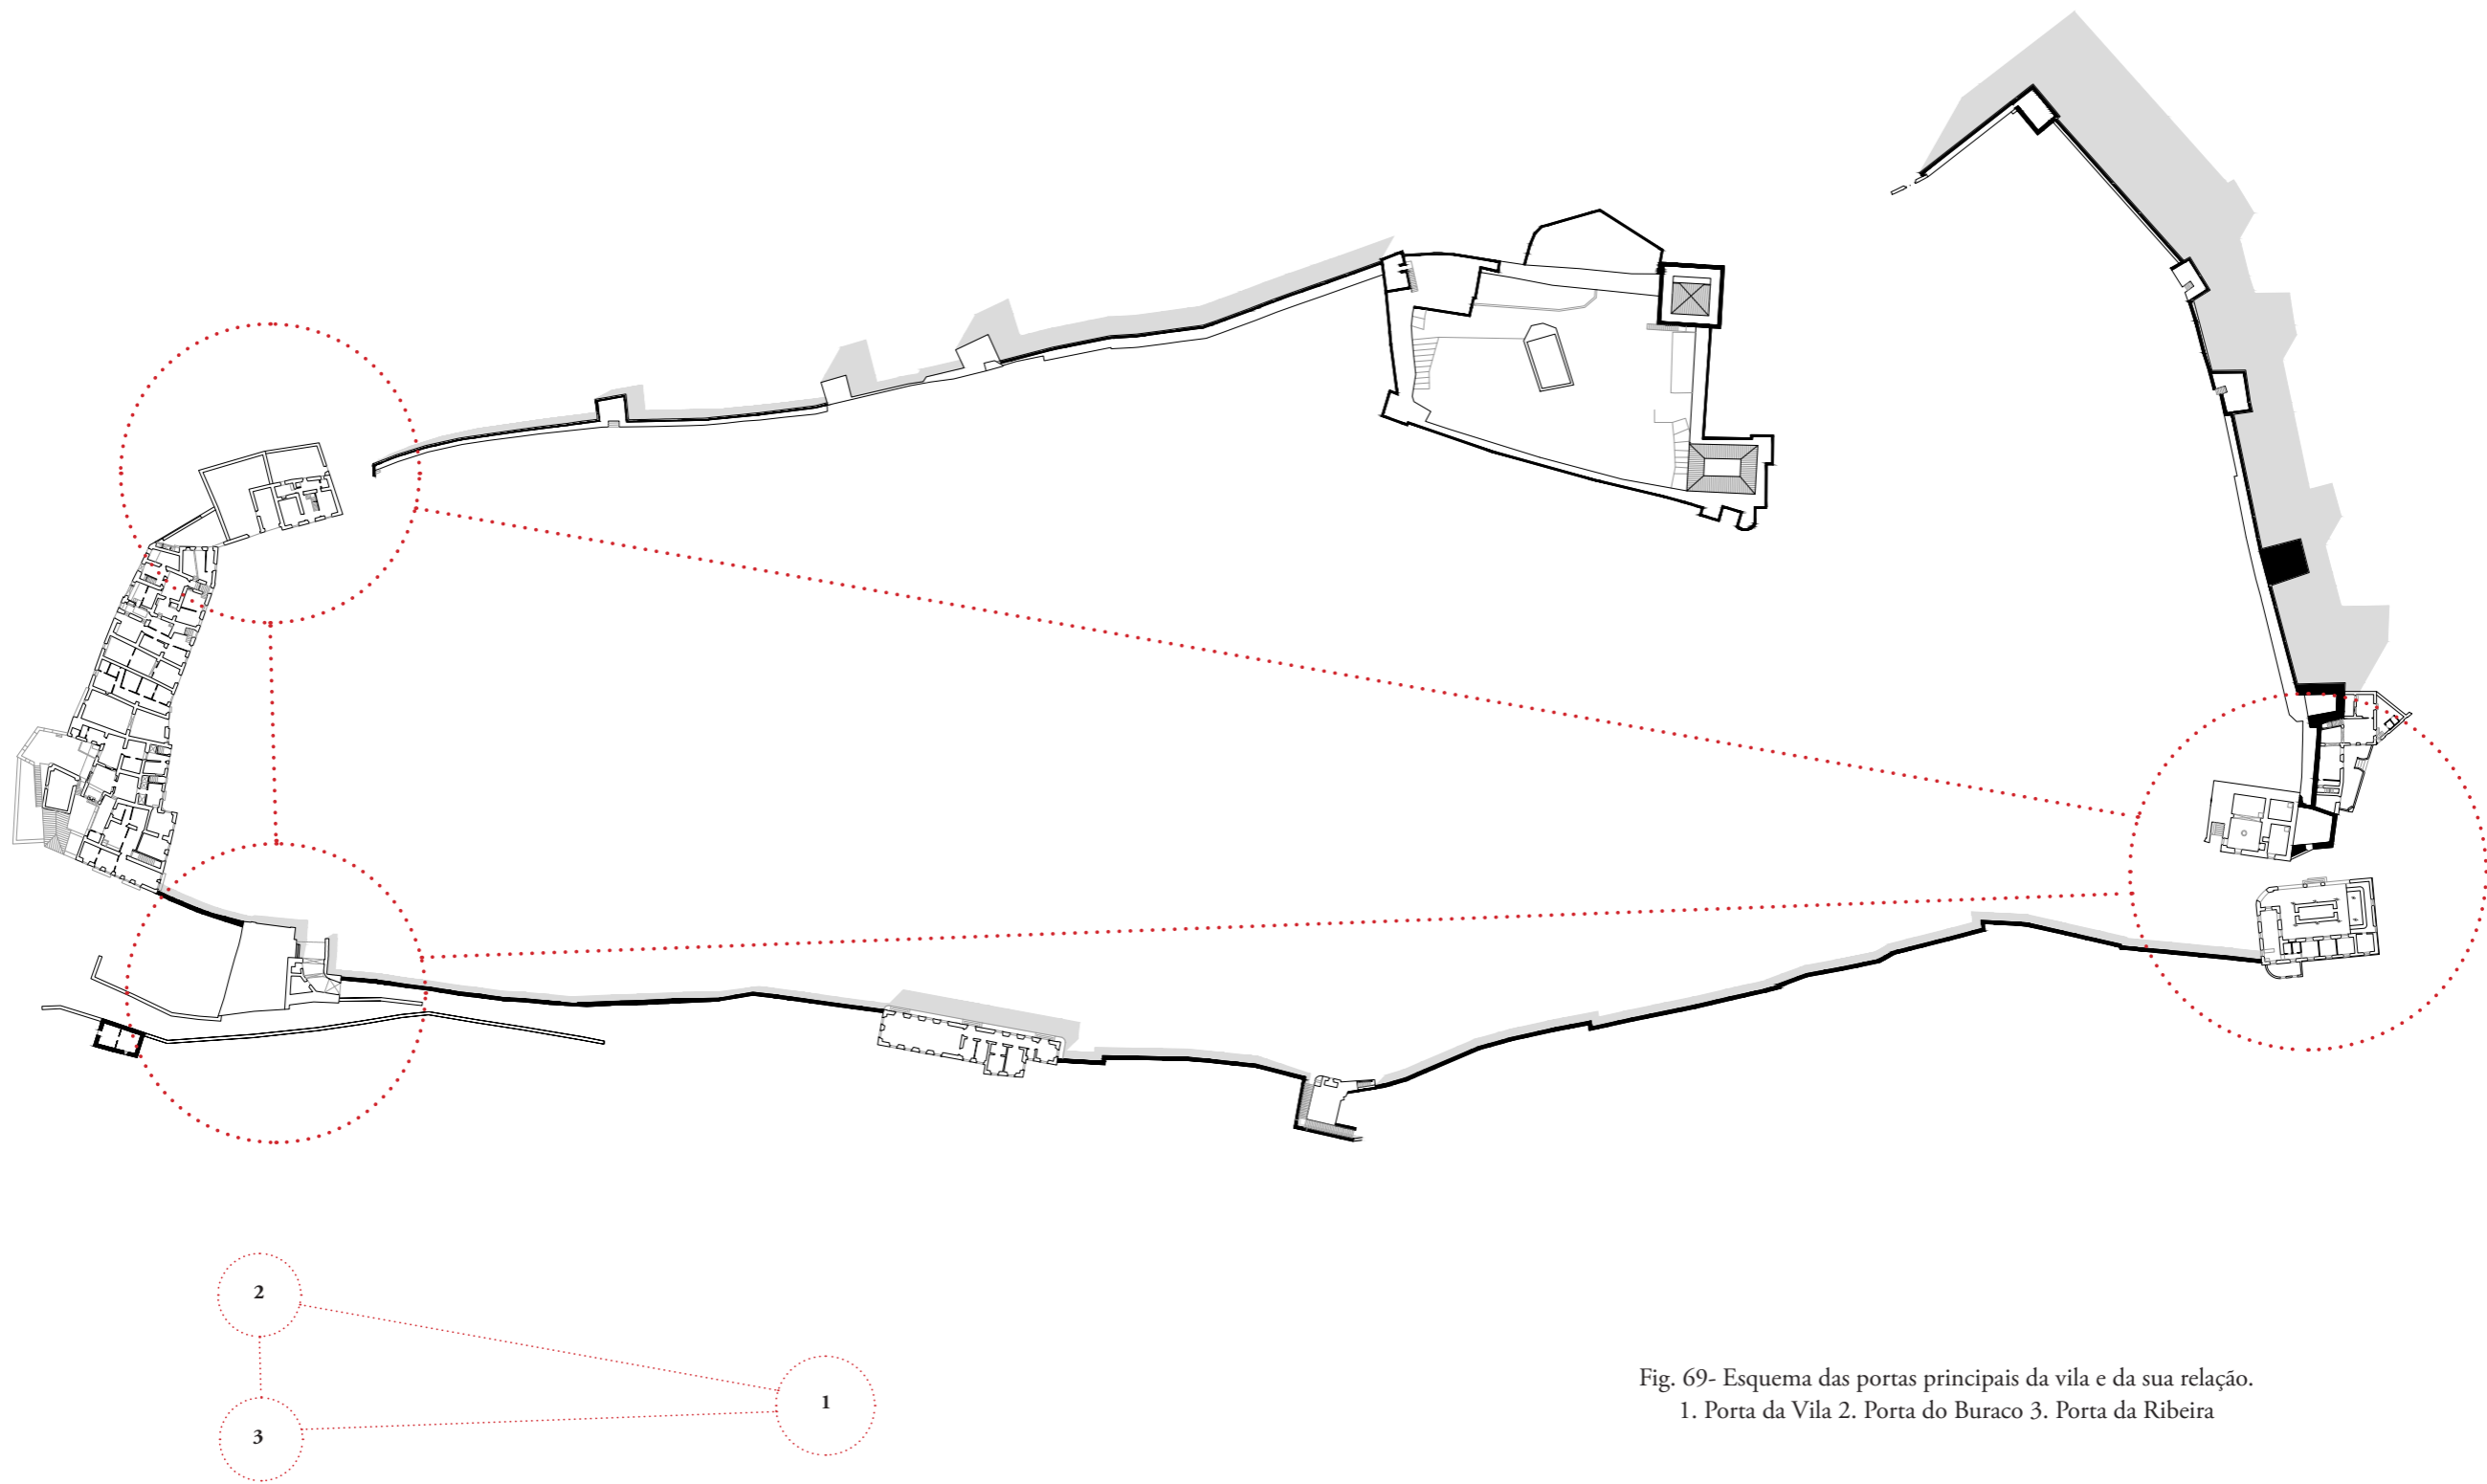 2
1
3
Fig. 69- Esquema das portas principais da vila e da sua relação.
1. Porta da Vila 2. Porta do Buraco 3. Porta da Ribeira